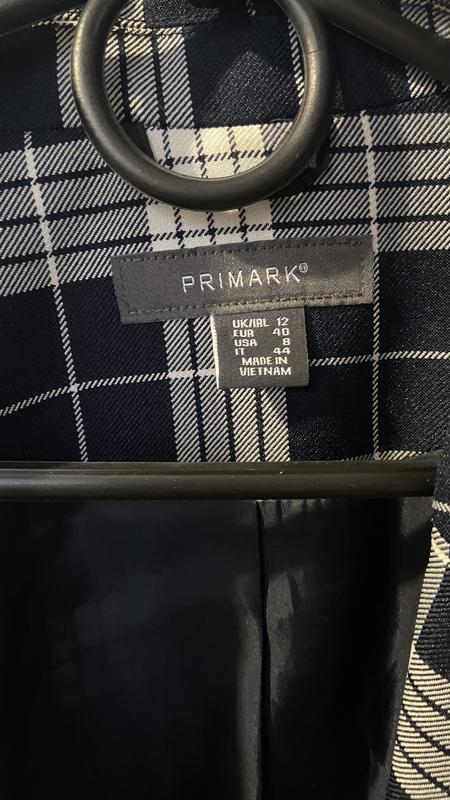 PRIMARK®
UK/IRL 12
EUR 40
USA 8
IT 44
MADE IN
VIETNAM